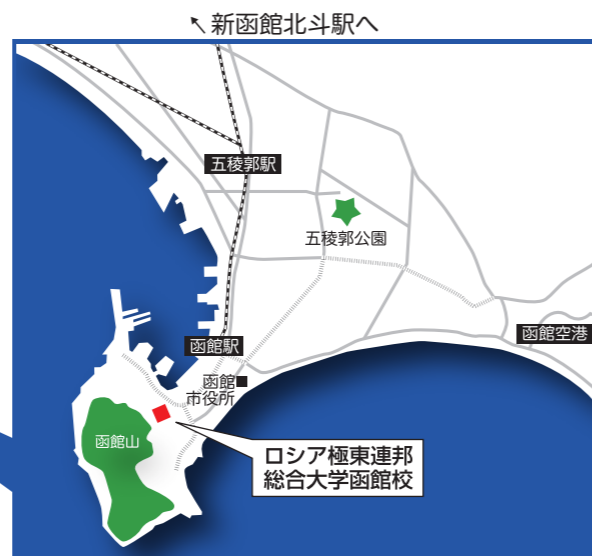 ↖新函館北斗駅へ
五稜郭駅
五稜郭公園
函館空港
函館駅
函館
市役所
函館山
ロシア極東連邦
総合大学函館校